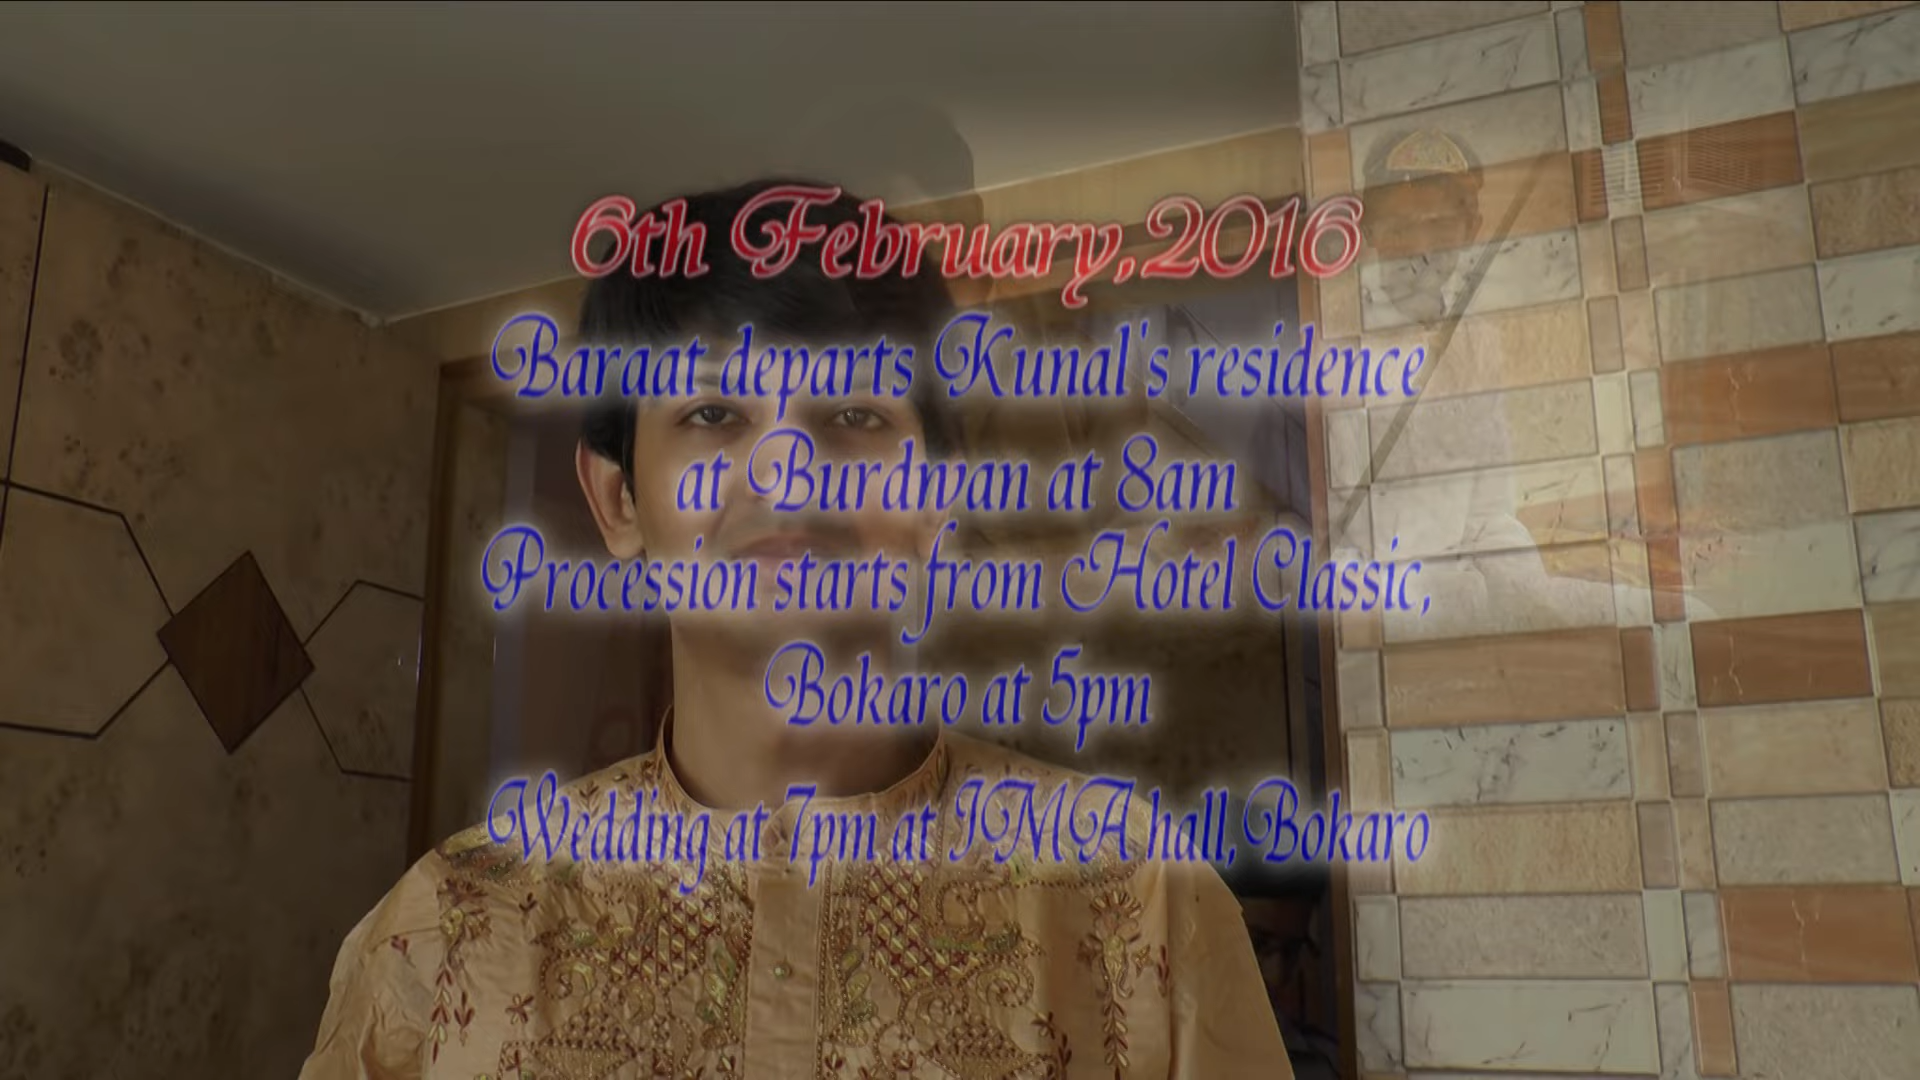 6th February,2016
Baraat departs Kunal's residence
at Burdwan at 8am
Procession starts from Hotel Classic,
Bokaro at 5pm
Wedding at 7pm at IMA hall,Bokaro